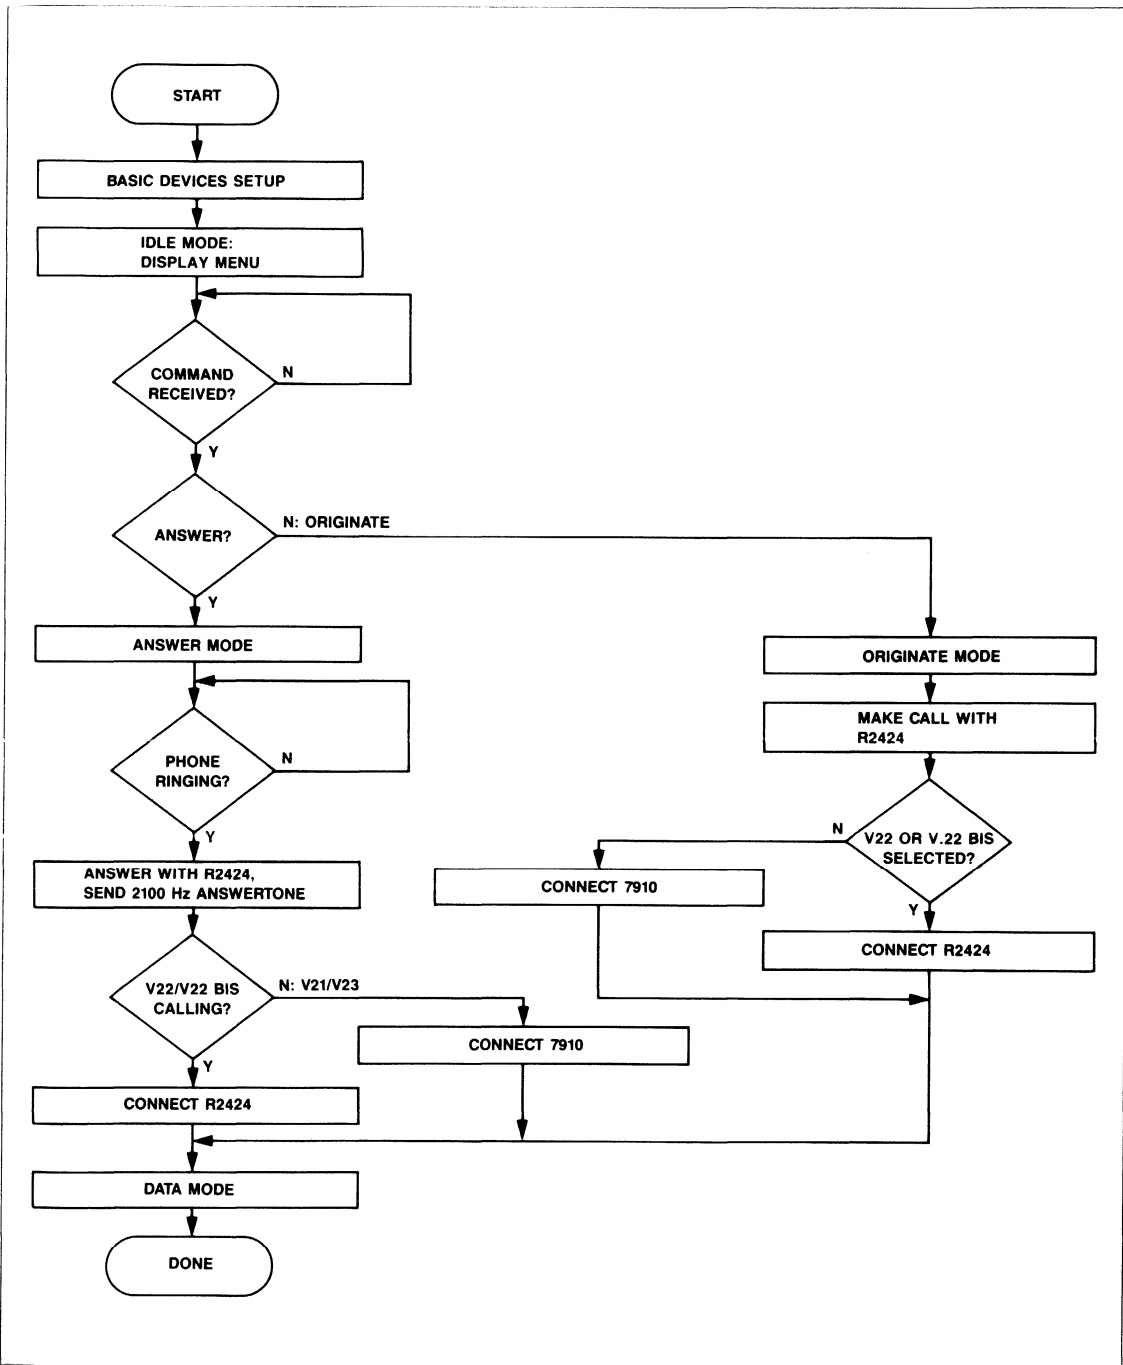 START
BASIC DEVICES SETUP
IDLE MODE:
DISPLAY MENU
COMMAND
RECEIVED?
N
Y
ANSWER?
N: ORIGINATE
Y
ANSWER MODE
PHONE
RINGING?
N
Y
ANSWER WITH R2424,
SEND 2100 Hz ANSWERTONE
V22/V22 BIS
CALLING?
N: V21/V23
Y
CONNECT 7910
CONNECT R2424
ORIGINATE MODE
MAKE CALL WITH
R2424
V22 OR V.22 BIS
SELECTED?
N
Y
CONNECT 7910
CONNECT R2424
DATA MODE
DONE